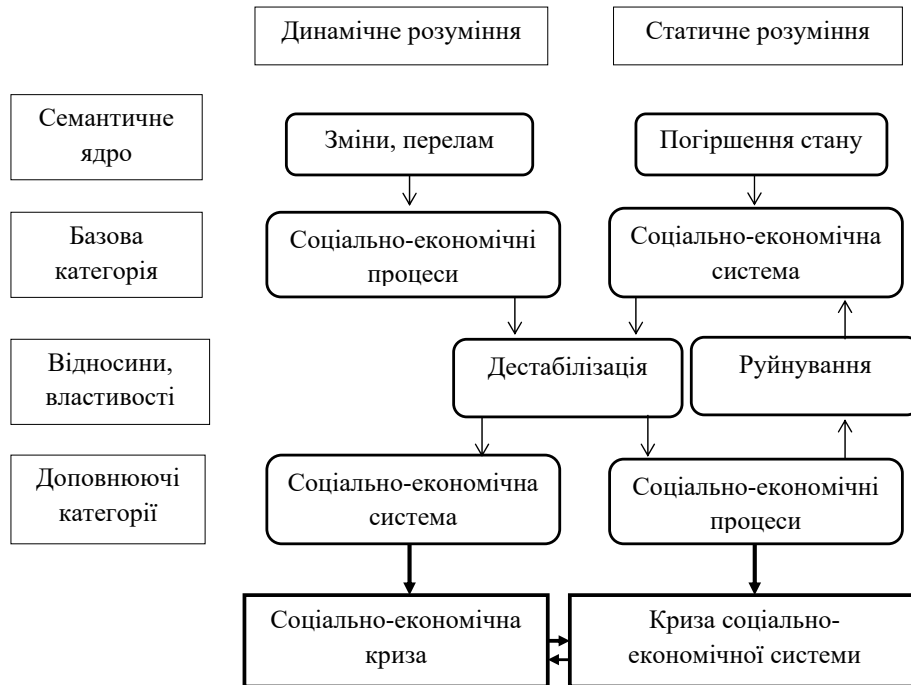 Динамічне розуміння
Статичне розуміння
Семантичне
ядро
Зміни, перелам
Погіршення стану
Базова
категорія
Соціально-економічні
процеси
Соціально-економічна
система
Відносини,
властивості
Дестабілізація
Руйнування
Доповнюючі
категорії
Соціально-економічна
система
Соціально-економічні
процеси
Соціально-економічна
криза
Криза соціально-
економічної системи